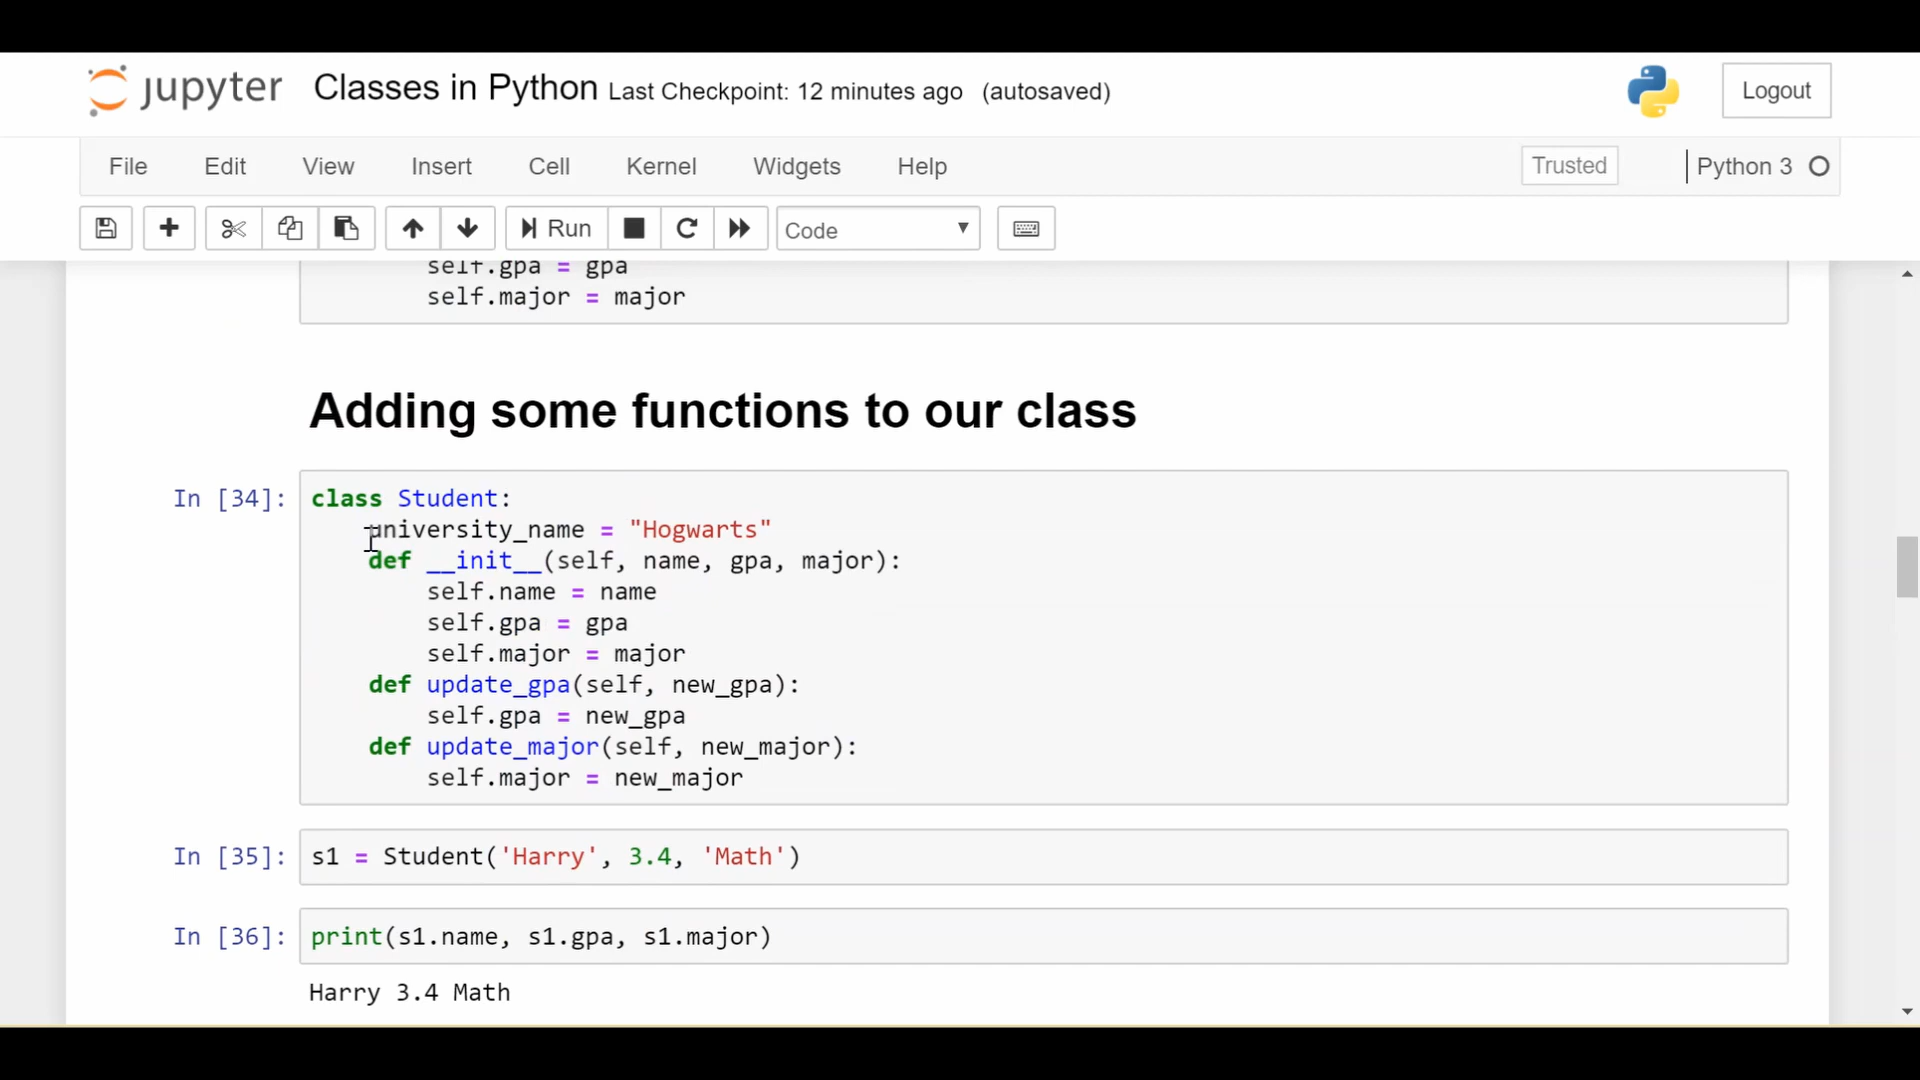 jupyter Classes in Python Last Checkpoint: 12 minutes ago (autosaved) Logout
File Edit View Insert Cell Kernel Widgets Help Trusted Python 3
Run Code
self.gpa = gpa
self.major = major
Adding some functions to our class
In [34]: class Student:
university_name = "Hogwarts"
def __init__(self, name, gpa, major):
self.name = name
self.gpa = gpa
self.major = major
def update_gpa(self, new_gpa):
self.gpa = new_gpa
def update_major(self, new_major):
self.major = new_major
In [35]: s1 = Student('Harry', 3.4, 'Math')
In [36]: print(s1.name, s1.gpa, s1.major)
Harry 3.4 Math